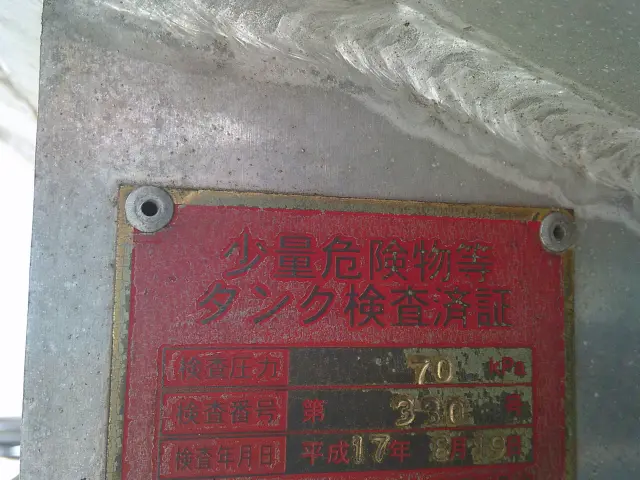 少量危険物等
タンク検査済証
検査圧力 70
検査番号 第 330 号
検査年月日 平成17年 8月19日